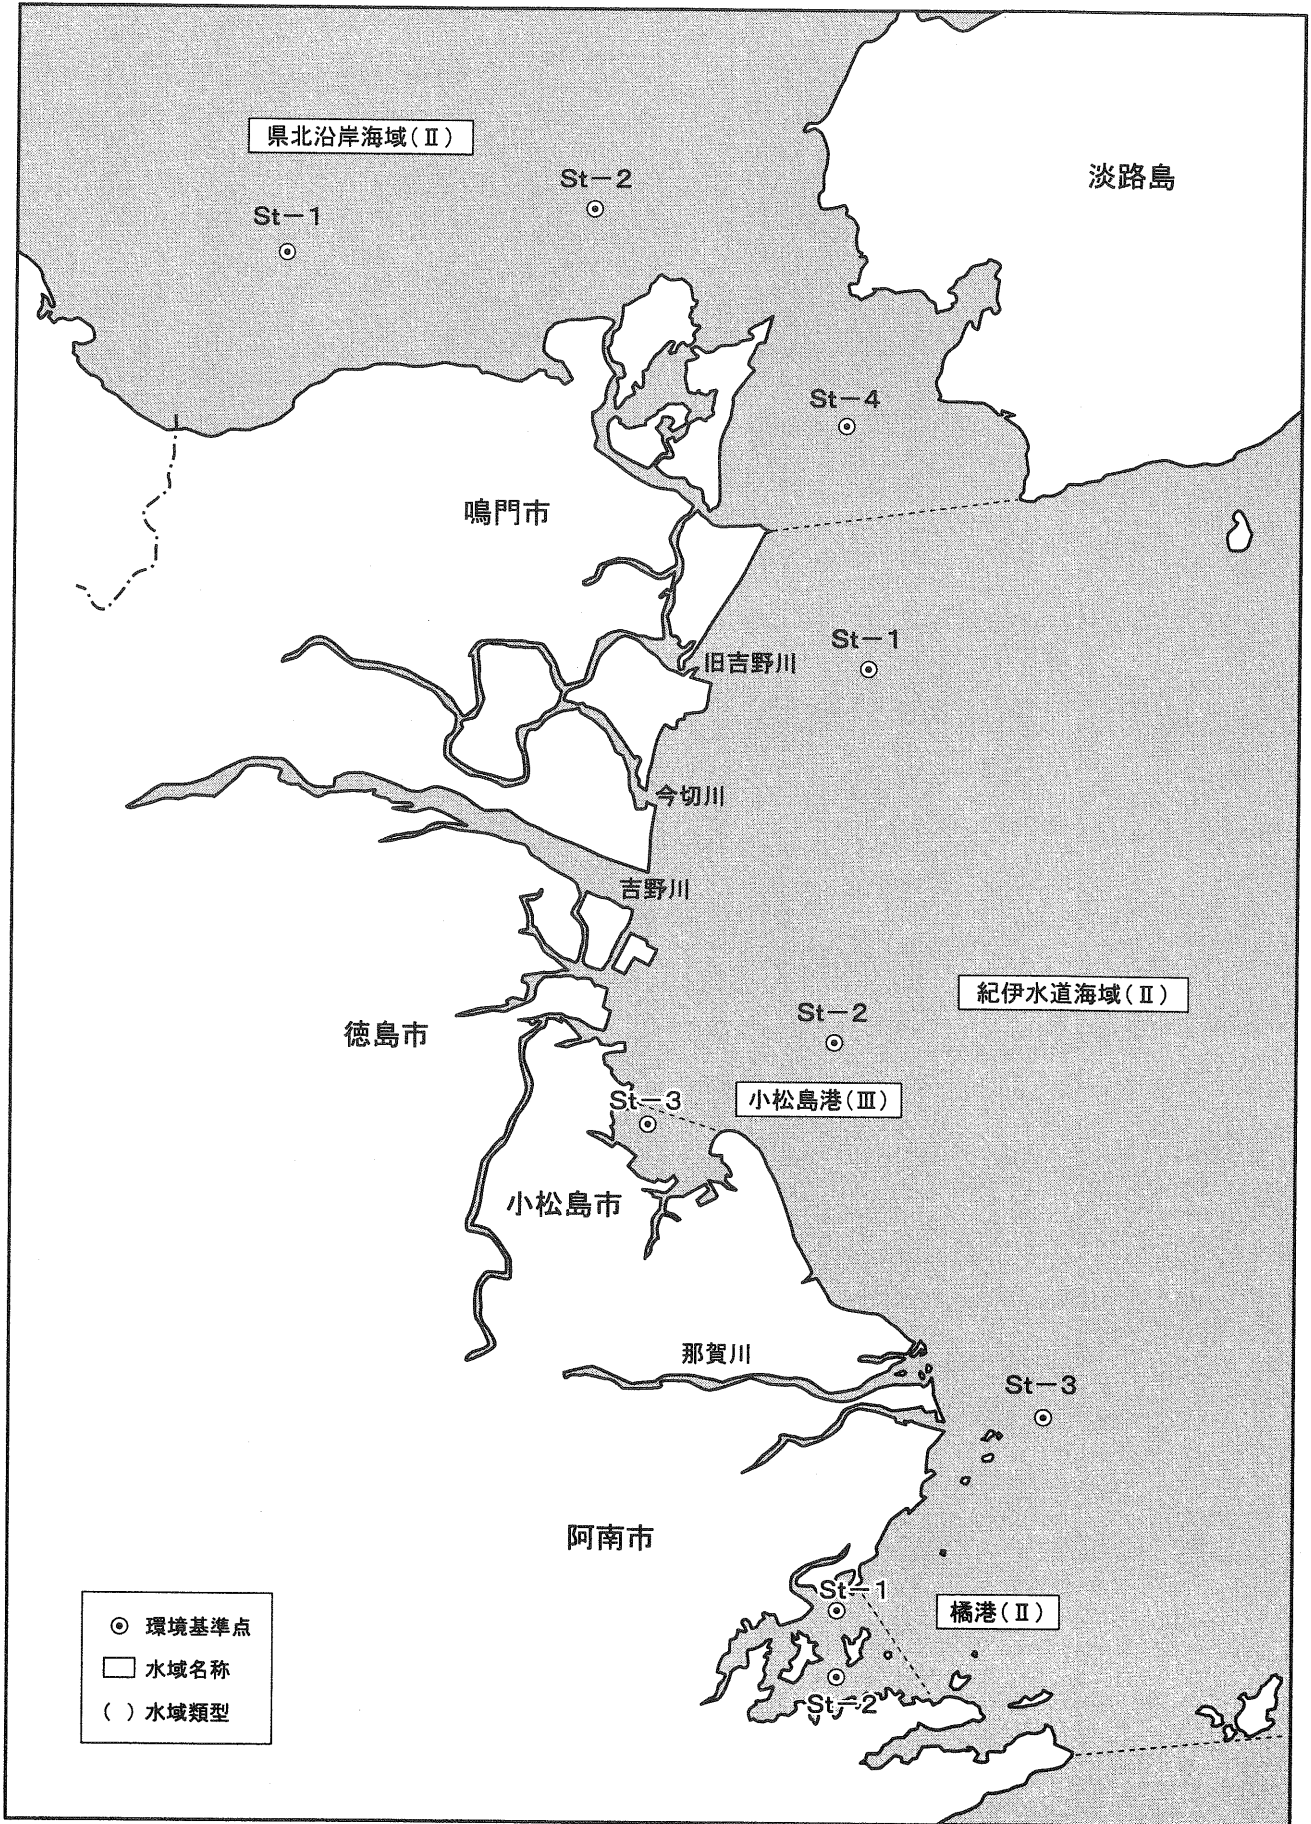 県北沿岸海域(Ⅱ)
St－2
淡路島
St－1
St－4
鳴門市
St－1
旧吉野川
今切川
吉野川
紀伊水道海域(Ⅱ)
St－2
徳島市
小松島港(Ⅲ)
St－3
小松島市
那賀川
St－3
阿南市
St－1
橘港(Ⅱ)
St－2
環境基準点
水域名称
( ) 水域類型